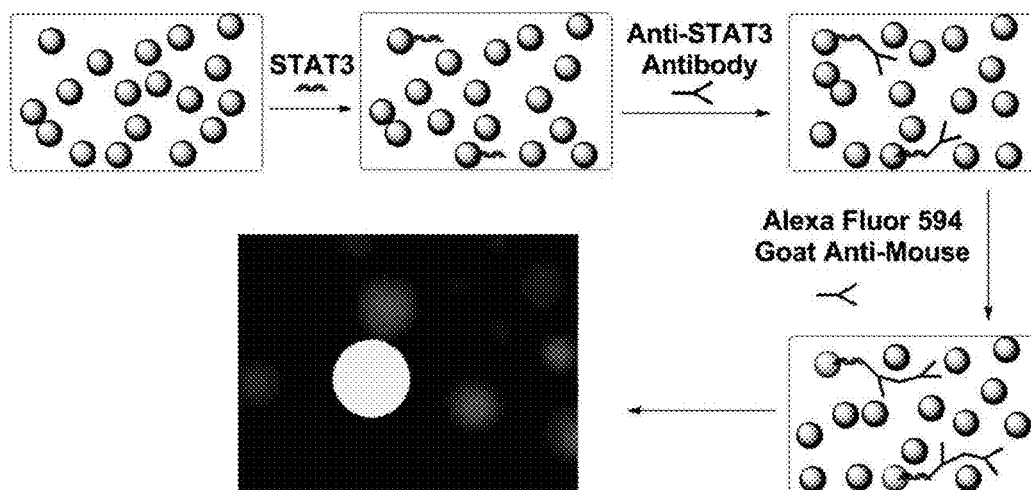 STAT3
Anti-STAT3
Antibody
Alexa Fluor 594
Goat Anti-Mouse